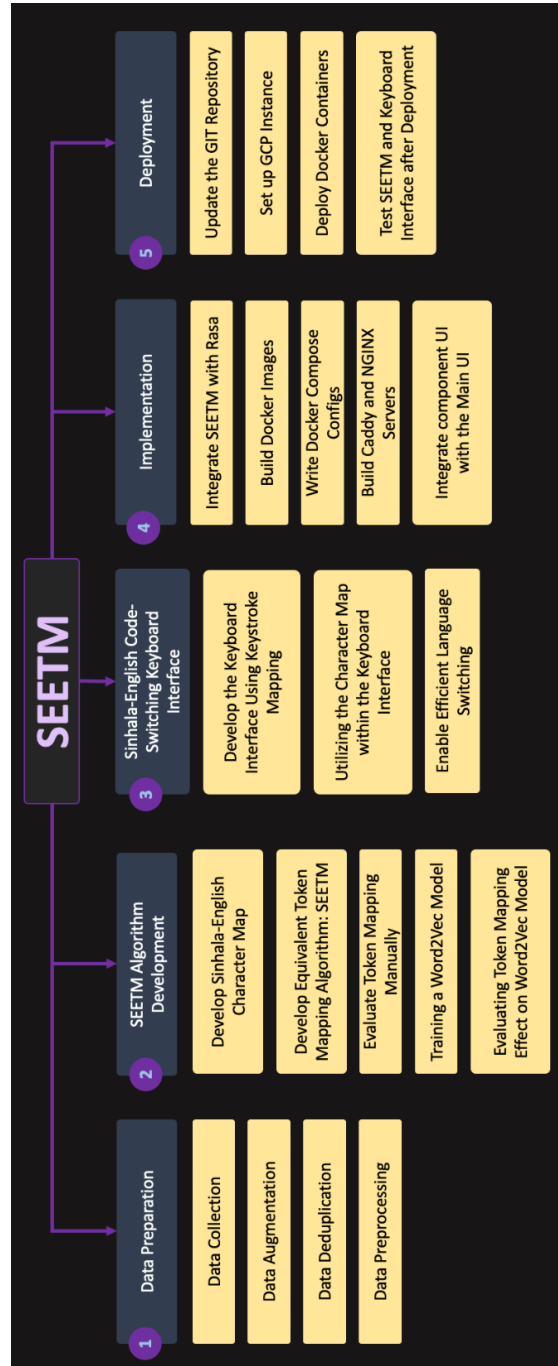 SEETM
1
Data Preparation
Data Collection
Data Augmentation
Data Deduplication
Data Preprocessing
2
SEETM Algorithm
Development
Develop Sinhala-English
Character Map
Develop Equivalent Token
Mapping Algorithm: SEETM
Evaluate Token Mapping
Manually
Training a Word2Vec Model
Evaluating Token Mapping
Effect on Word2Vec Model
3
Sinhala-English Code-
Switching Keyboard
Interface
Develop the Keyboard
Interface Using Keystroke
Mapping
Utilizing the Character Map
within the Keyboard
Interface
Enable Efficient Language
Switching
4
Implementation
Integrate SEETM with Rasa
Build Docker Images
Write Docker Compose
Configs
Build Caddy and NGINX
Servers
Integrate component UI
with the Main UI
5
Deployment
Update the GIT Repository
Set up GCP Instance
Deploy Docker Containers
Test SEETM and Keyboard
Interface after Deployment